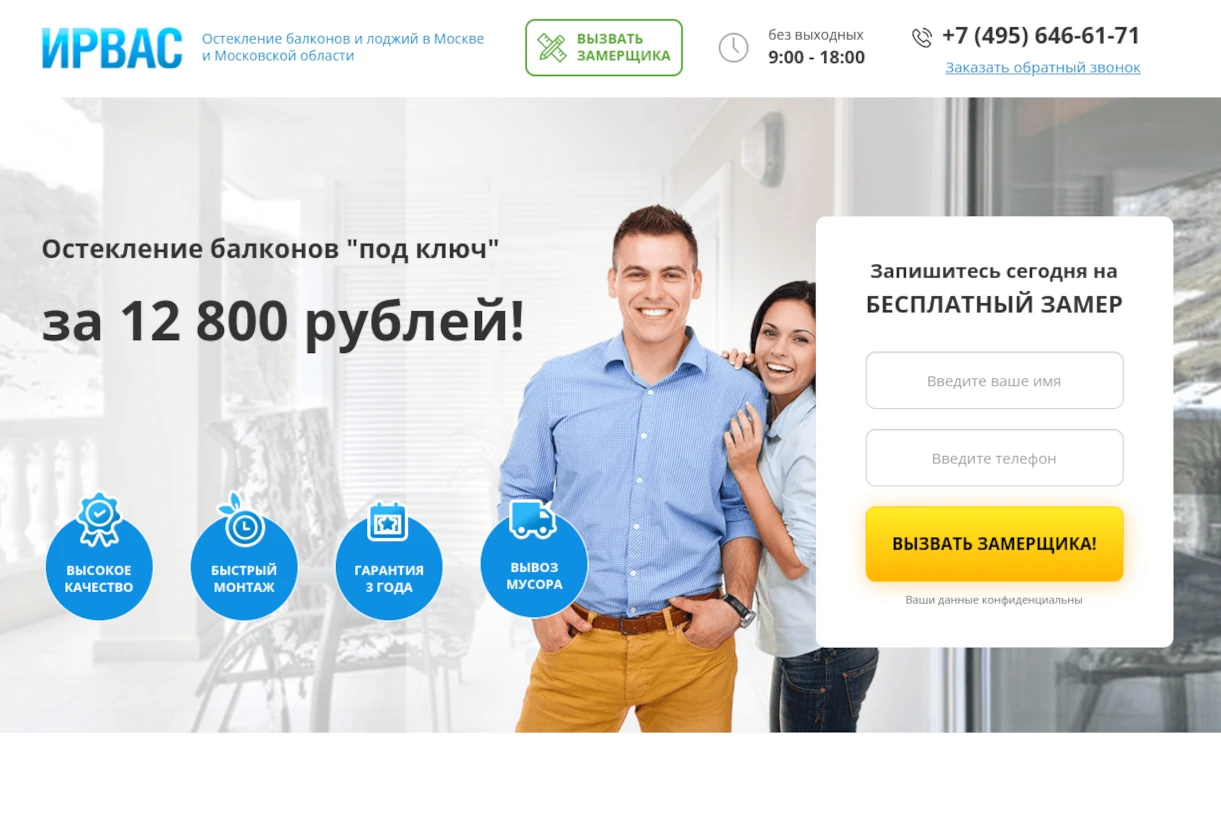 ИРВАС
Остекление балконов и лоджий в Москве
и Московской области
ВЫЗВАТЬ
ЗАМЕРЩИКА
без выходных
9:00 - 18:00
+7 (495) 646-61-71
Заказать обратный звонок
Остекление балконов "под ключ"
за 12 800 рублей!
Запишитесь сегодня на
БЕСПЛАТНЫЙ ЗАМЕР
Введите ваше имя
Введите телефон
ВЫЗВАТЬ ЗАМЕРЩИКА!
Ваши данные конфиденциальны
ВЫСОКОЕ
КАЧЕСТВО
БЫСТРЫЙ
МОНТАЖ
ГАРАНТИЯ
3 ГОДА
ВЫВОЗ
МУСОРА